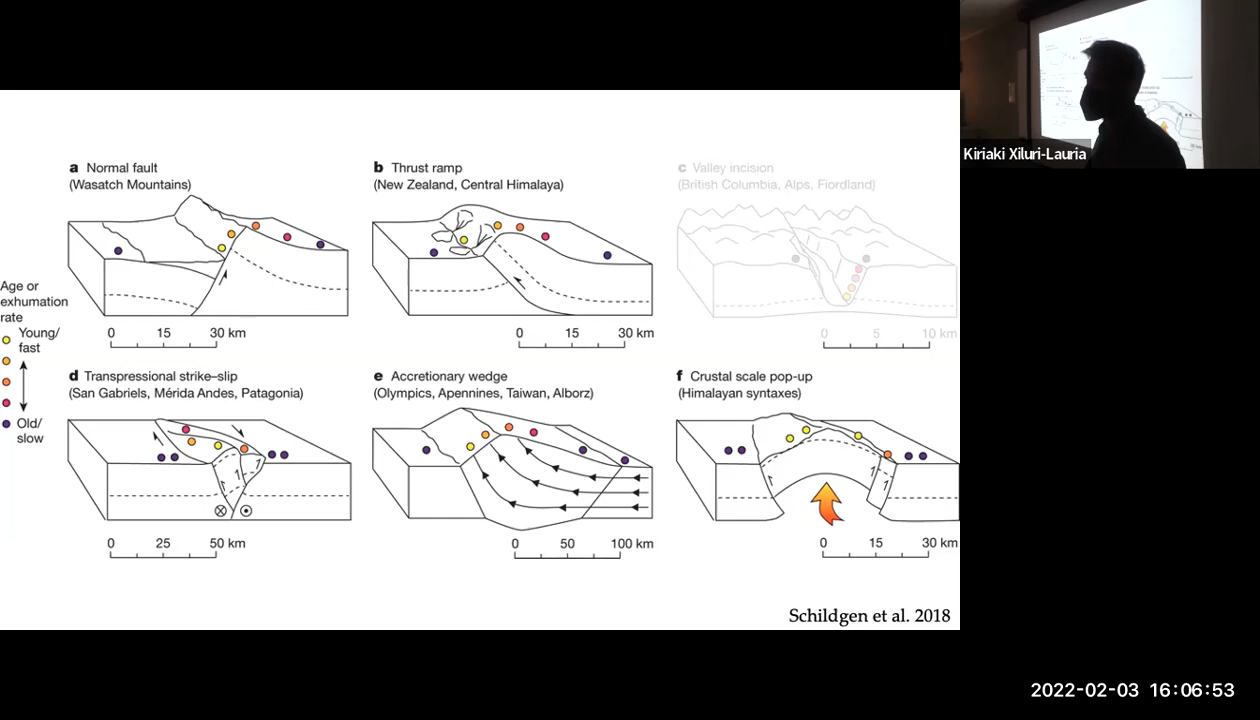 a Normal fault
(Wasatch Mountains)
b Thrust ramp
(New Zealand, Central Himalaya)
c Valley incision
(British Columbia, Alps, Fiordland)
Kiriaki Xiluri-Lauria
Age or
exhumation
rate
Young/
fast
Old/
slow
0 15 30 km
0 15 30 km
0 5 10 km
d Transpressional strike–slip
(San Gabriels, Mérida Andes, Patagonia)
e Accretionary wedge
(Olympics, Apennines, Taiwan, Alborz)
f Crustal scale pop-up
(Himalayan syntaxes)
0 25 50 km
0 50 100 km
0 15 30 km
Schildgen et al. 2018
2022-02-03 16:06:53